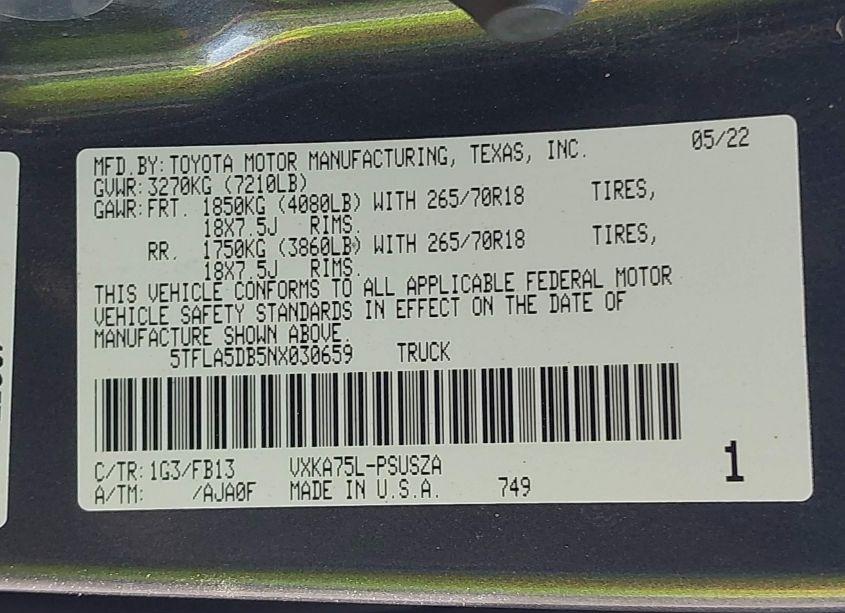 MFD.BY: TOYOTA MOTOR MANUFACTURING, TEXAS, INC. 05/22
GVWR: 3270KG (7210LB)
GAWR: FRT. 1850KG (4080LB) WITH 265/70R18 TIRES,
18X7.5J RIMS.
RR. 1750KG (3860LB) WITH 265/70R18 TIRES,
18X7.5J RIMS.
THIS VEHICLE CONFORMS TO ALL APPLICABLE FEDERAL MOTOR
VEHICLE SAFETY STANDARDS IN EFFECT ON THE DATE OF
MANUFACTURE SHOWN ABOVE.
5TFLA5DB5NX030659 TRUCK
C/TR: 1G3/FB13 VXKA75L-PSUSZA
A/TM: /AJA0F MADE IN U.S.A. 749
1